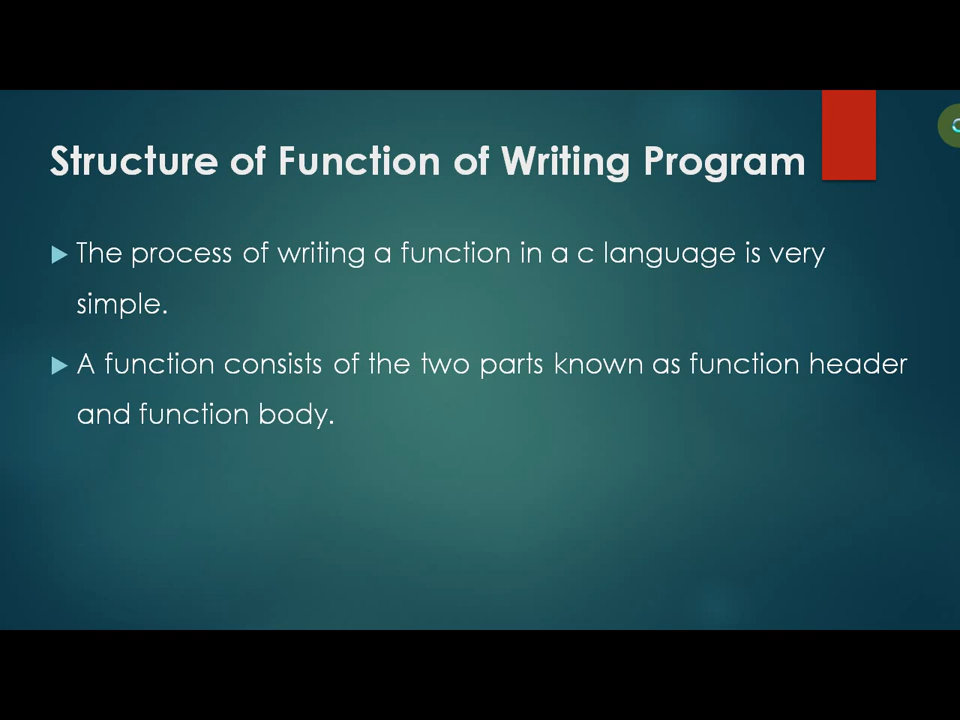 Structure of Function of Writing Program
The process of writing a function in a c language is very
simple.
A function consists of the two parts known as function header
and function body.